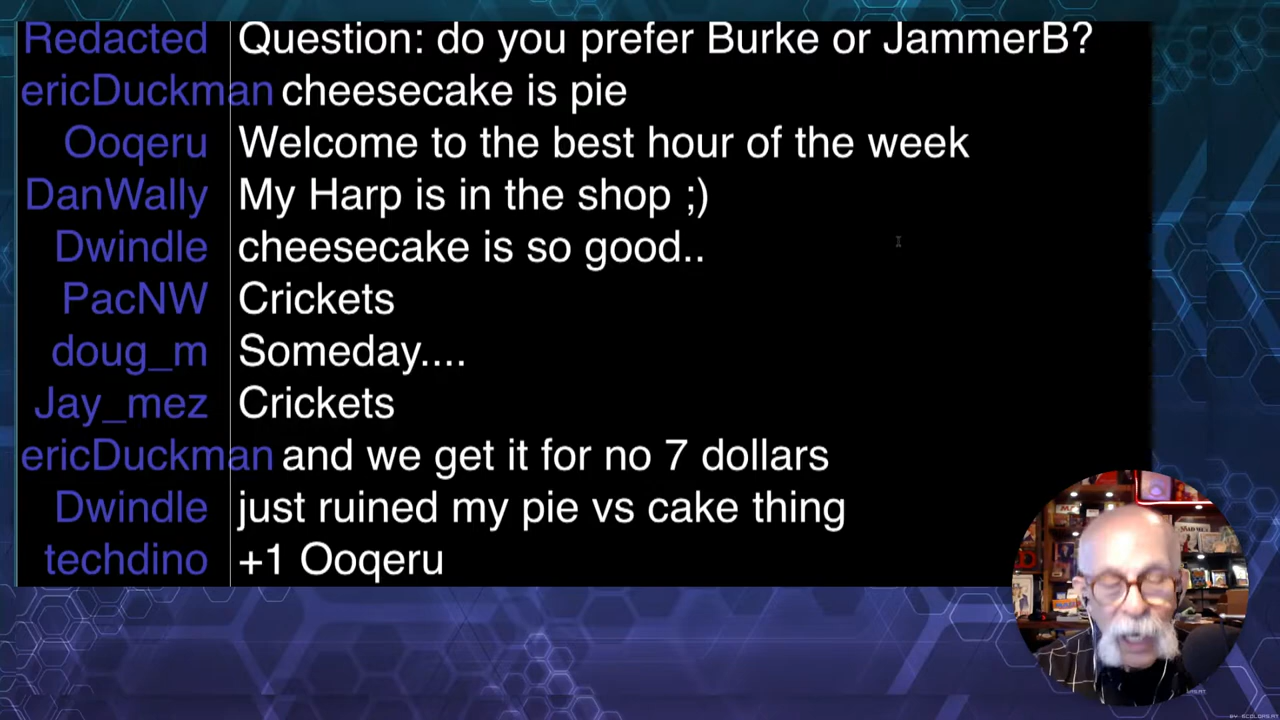 Redacted Question: do you prefer Burke or JammerB?
ericDuckman cheesecake is pie
Ooqeru Welcome to the best hour of the week
DanWally My Harp is in the shop ;)
Dwindle cheesecake is so good..
PacNW Crickets
doug_m Someday....
Jay_mez Crickets
ericDuckman and we get it for no 7 dollars
Dwindle just ruined my pie vs cake thing
techdino +1 Ooqeru